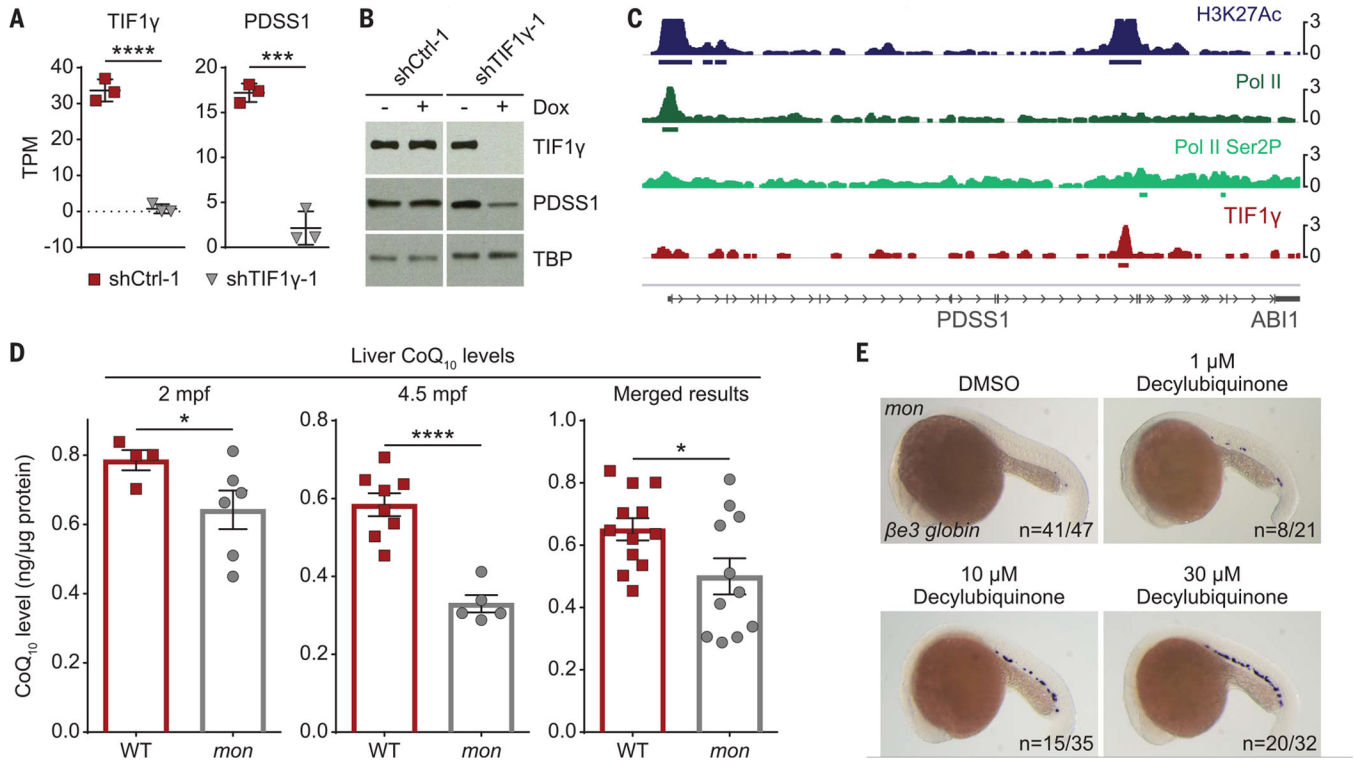 A
TIF1γ
PDSS1
****
***
TPM
40
30
20
10
0
-10
20
15
10
5
0
shCtrl-1
shTIF1γ-1
B
shCtrl-1
shTIF1γ-1
- + - + Dox
TIF1γ
PDSS1
TBP
C
H3K27Ac
3
0
Pol II
3
0
Pol II Ser2P
3
0
TIF1γ
3
0
PDSS1
ABI1
D
Liver CoQ10 levels
2 mpf
4.5 mpf
Merged results
CoQ10 level (ng/μg protein)
*
0.8
0.6
0.4
0.2
0.0
WT
mon
****
0.8
0.6
0.4
0.2
0.0
WT
mon
*
1.0
0.8
0.6
0.4
0.2
0.0
WT
mon
E
DMSO
mon
βe3 globin
n=41/47
1 μM
Decylubiquinone
n=8/21
10 μM
Decylubiquinone
n=15/35
30 μM
Decylubiquinone
n=20/32